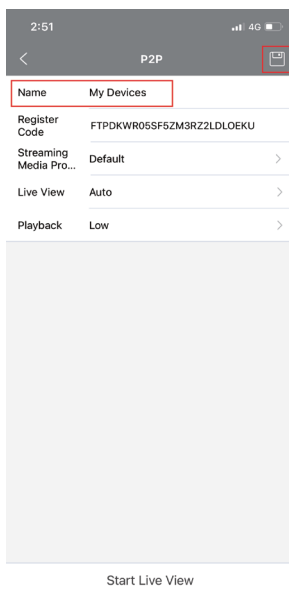 2:51 4G
P2P
Name My Devices
Register
Code FTPDKWR05SF5ZM3RZ2LDLOEKU
Streaming
Media Pro... Default
Live View Auto
Playback Low
Start Live View